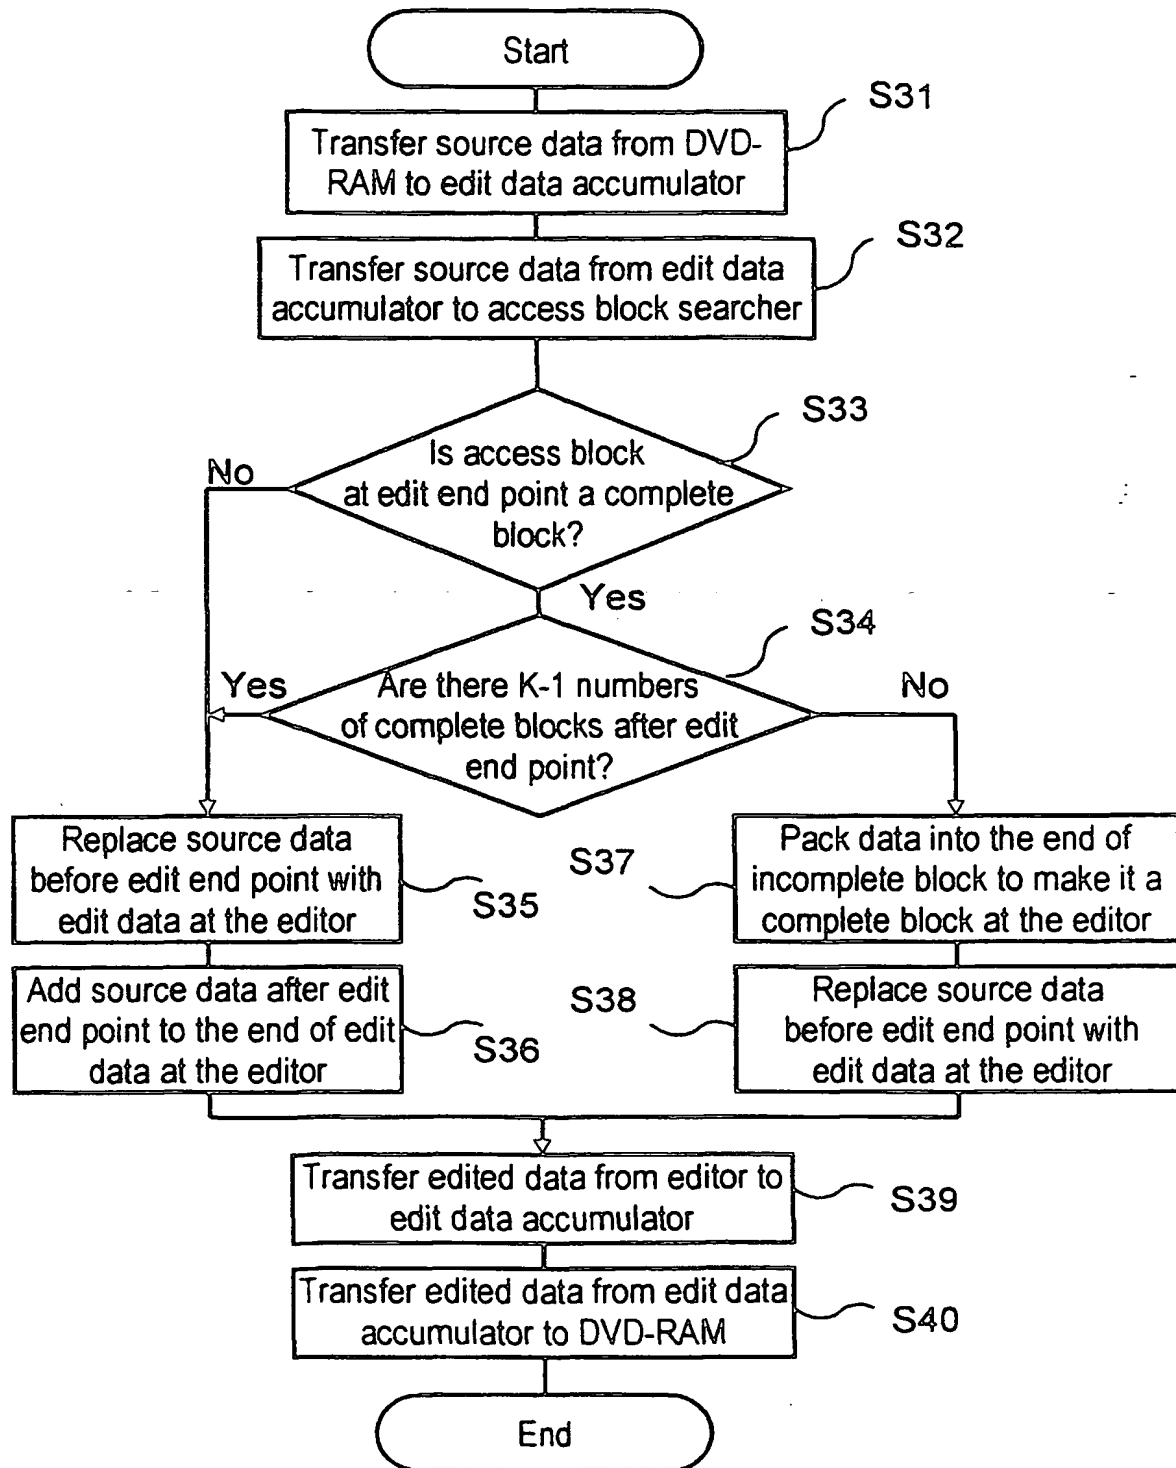 Start
S31
Transfer source data from DVD-
RAM to edit data accumulator
S32
Transfer source data from edit data
accumulator to access block searcher
S33
Is access block
at edit end point a complete
block?
No
Yes
S34
Are there K-1 numbers
of complete blocks after edit
end point?
Yes
No
Replace source data
before edit end point with
edit data at the editor
S35
Add source data after edit
end point to the end of edit
data at the editor
S36
S37
Pack data into the end of
incomplete block to make it a
complete block at the editor
S38
Replace source data
before edit end point with
edit data at the editor
Transfer edited data from editor to
edit data accumulator
S39
Transfer edited data from edit data
accumulator to DVD-RAM
S40
End